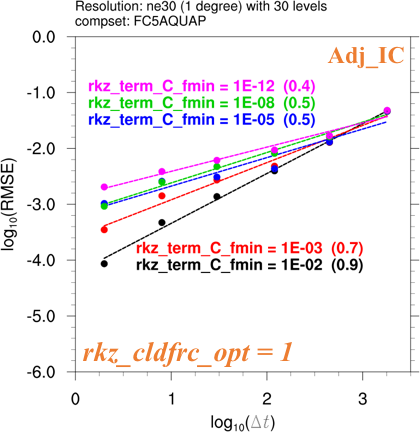 Resolution: ne30 (1 degree) with 30 levels
compset: FC5AQUAP
0.0
Adj_IC
rkz_term_C_fmin = 1E-12 (0.4)
rkz_term_C_fmin = 1E-08 (0.5)
rkz_term_C_fmin = 1E-05 (0.5)
-1.0
-2.0
-3.0
log10(RMSE)
rkz_term_C_fmin = 1E-03 (0.7)
rkz_term_C_fmin = 1E-02 (0.9)
-4.0
-5.0
rkz_cldfrc_opt = 1
-6.0
0 1 2 3
log10(Δt)